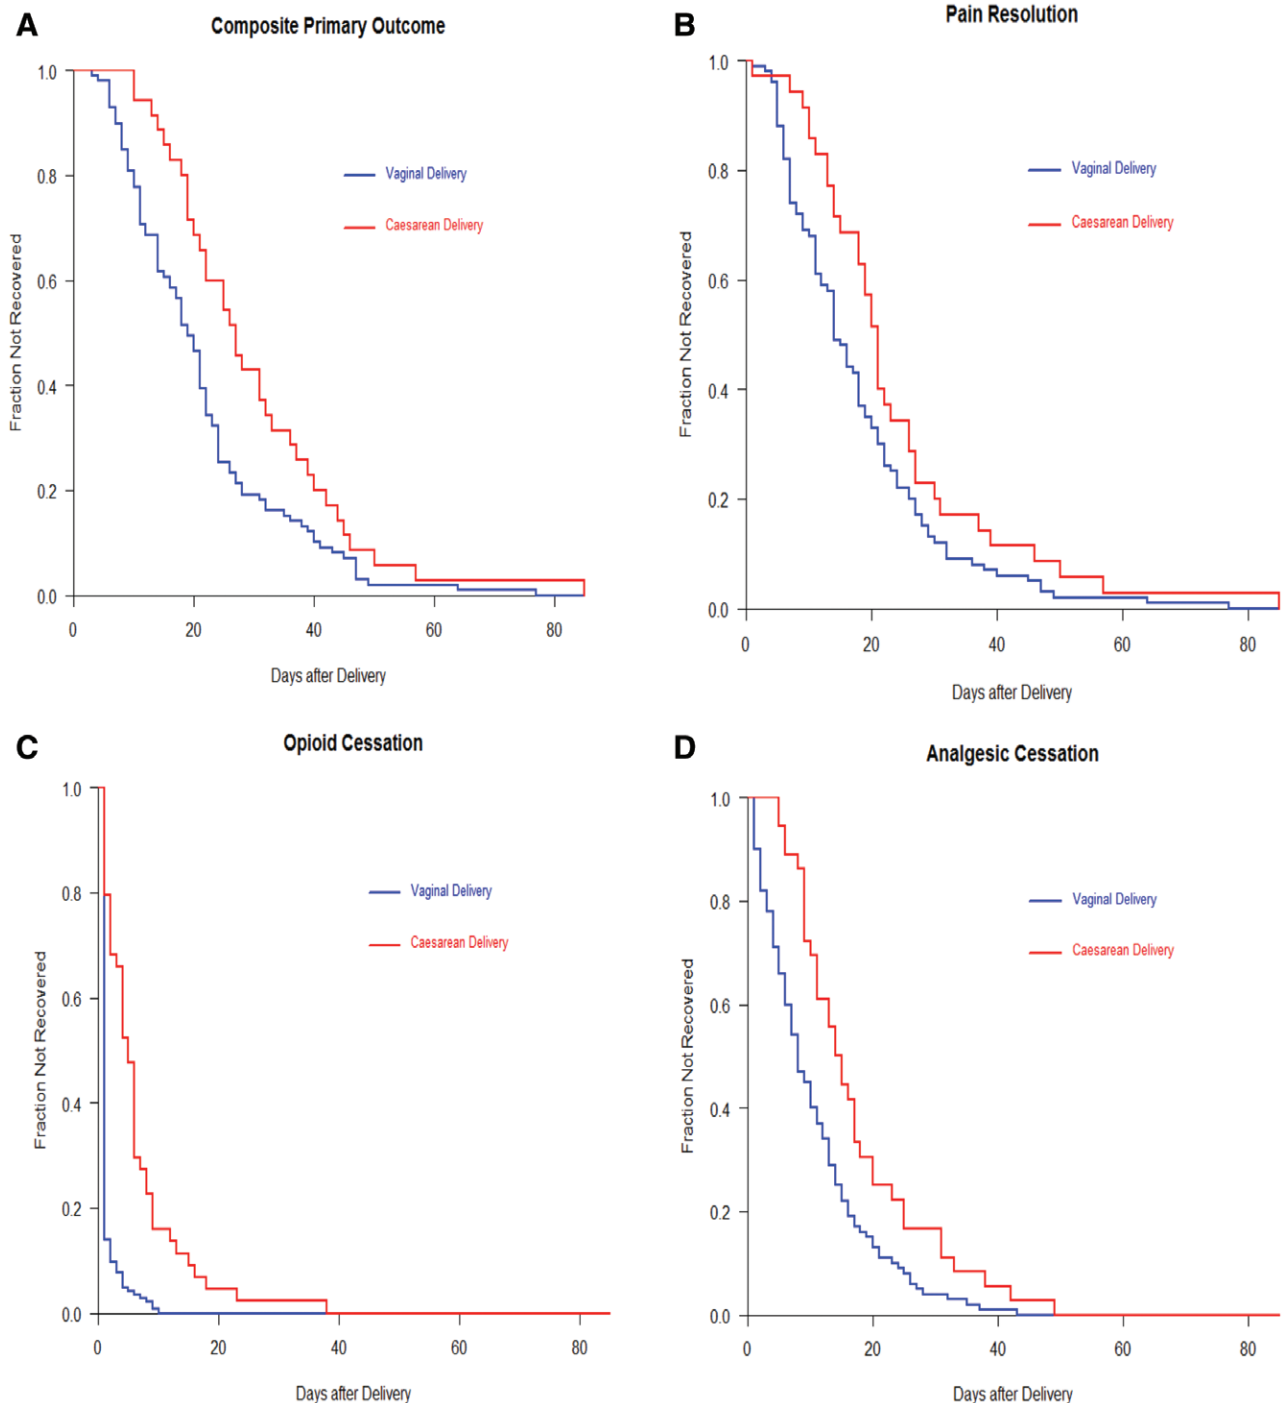 A
Composite Primary Outcome
Fraction Not Recovered
1.0
0.8
0.6
0.4
0.2
0.0
Vaginal Delivery
Caesarean Delivery
0 20 40 60 80
Days after Delivery
B
Pain Resolution
Fraction Not Recovered
1.0
0.8
0.6
0.4
0.2
0.0
Vaginal Delivery
Caesarean Delivery
0 20 40 60 80
Days after Delivery
C
Opioid Cessation
Fraction Not Recovered
1.0
0.8
0.6
0.4
0.2
0.0
Vaginal Delivery
Caesarean Delivery
0 20 40 60 80
Days after Delivery
D
Analgesic Cessation
Fraction Not Recovered
1.0
0.8
0.6
0.4
0.2
0.0
Vaginal Delivery
Caesarean Delivery
0 20 40 60 80
Days after Delivery